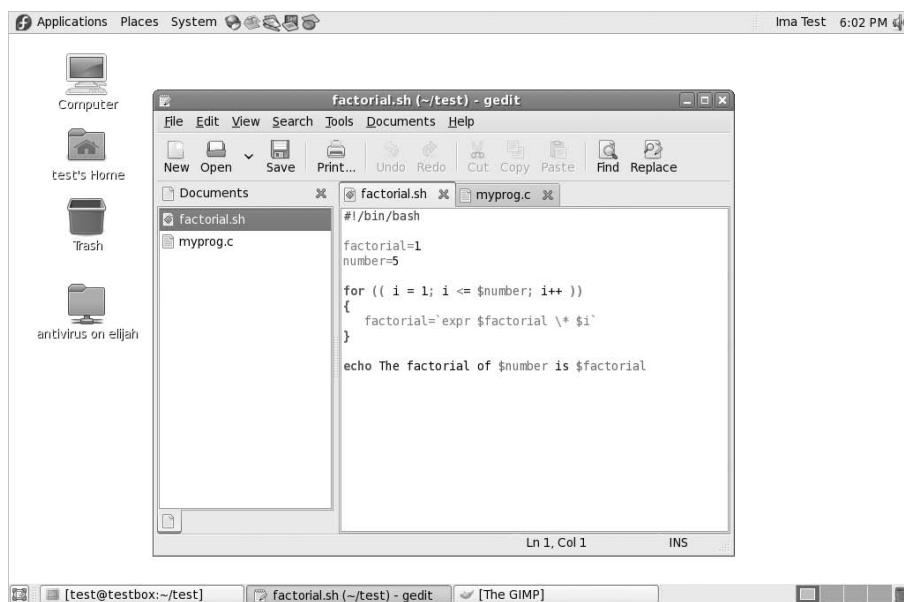 Applications Places System Ima Test 6:02 PM
Computer
test's Home
Trash
antivirus on elijah
factorial.sh (~/test) - gedit
File Edit View Search Tools Documents Help
New Open Save Print... Undo Redo Cut Copy Paste Find Replace
Documents
factorial.sh
myprog.c
factorial.sh myprog.c
#!/bin/bash
factorial=1
number=5
for (( i = 1; i <= $number; i++ ))
{
factorial=`expr $factorial \* $i`
}
echo The factorial of $number is $factorial
Ln 1, Col 1 INS
[test@testbox:~/test] factorial.sh (~/test) - gedit [The GIMP]